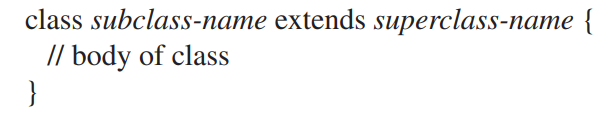 class subclass-name extends superclass-name {
// body of class
}